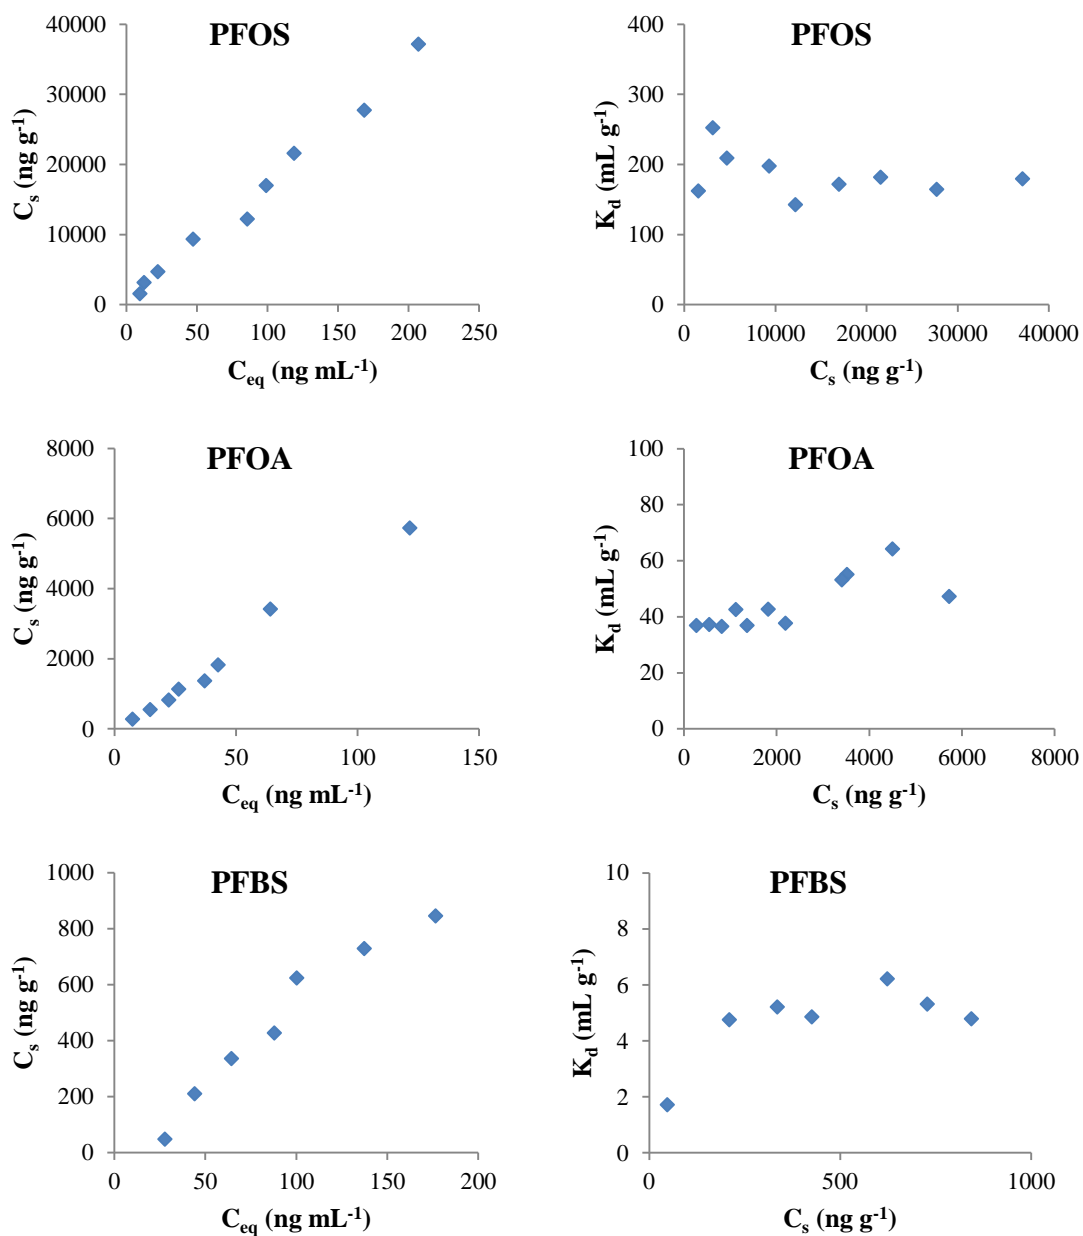 PFOS
40000
30000
20000
10000
0
Cs (ng g-1)
0 50 100 150 200 250
Ceq (ng mL-1)
PFOS
400
300
200
100
0
Kd (mL g-1)
0 10000 20000 30000 40000
Cs (ng g-1)
PFOA
8000
6000
4000
2000
0
Cs (ng g-1)
0 50 100 150
Ceq (ng mL-1)
PFOA
100
80
60
40
20
0
Kd (mL g-1)
0 2000 4000 6000 8000
Cs (ng g-1)
PFBS
1000
800
600
400
200
0
Cs (ng g-1)
0 50 100 150 200
Ceq (ng mL-1)
PFBS
10
8
6
4
2
0
Kd (mL g-1)
0 500 1000
Cs (ng g-1)